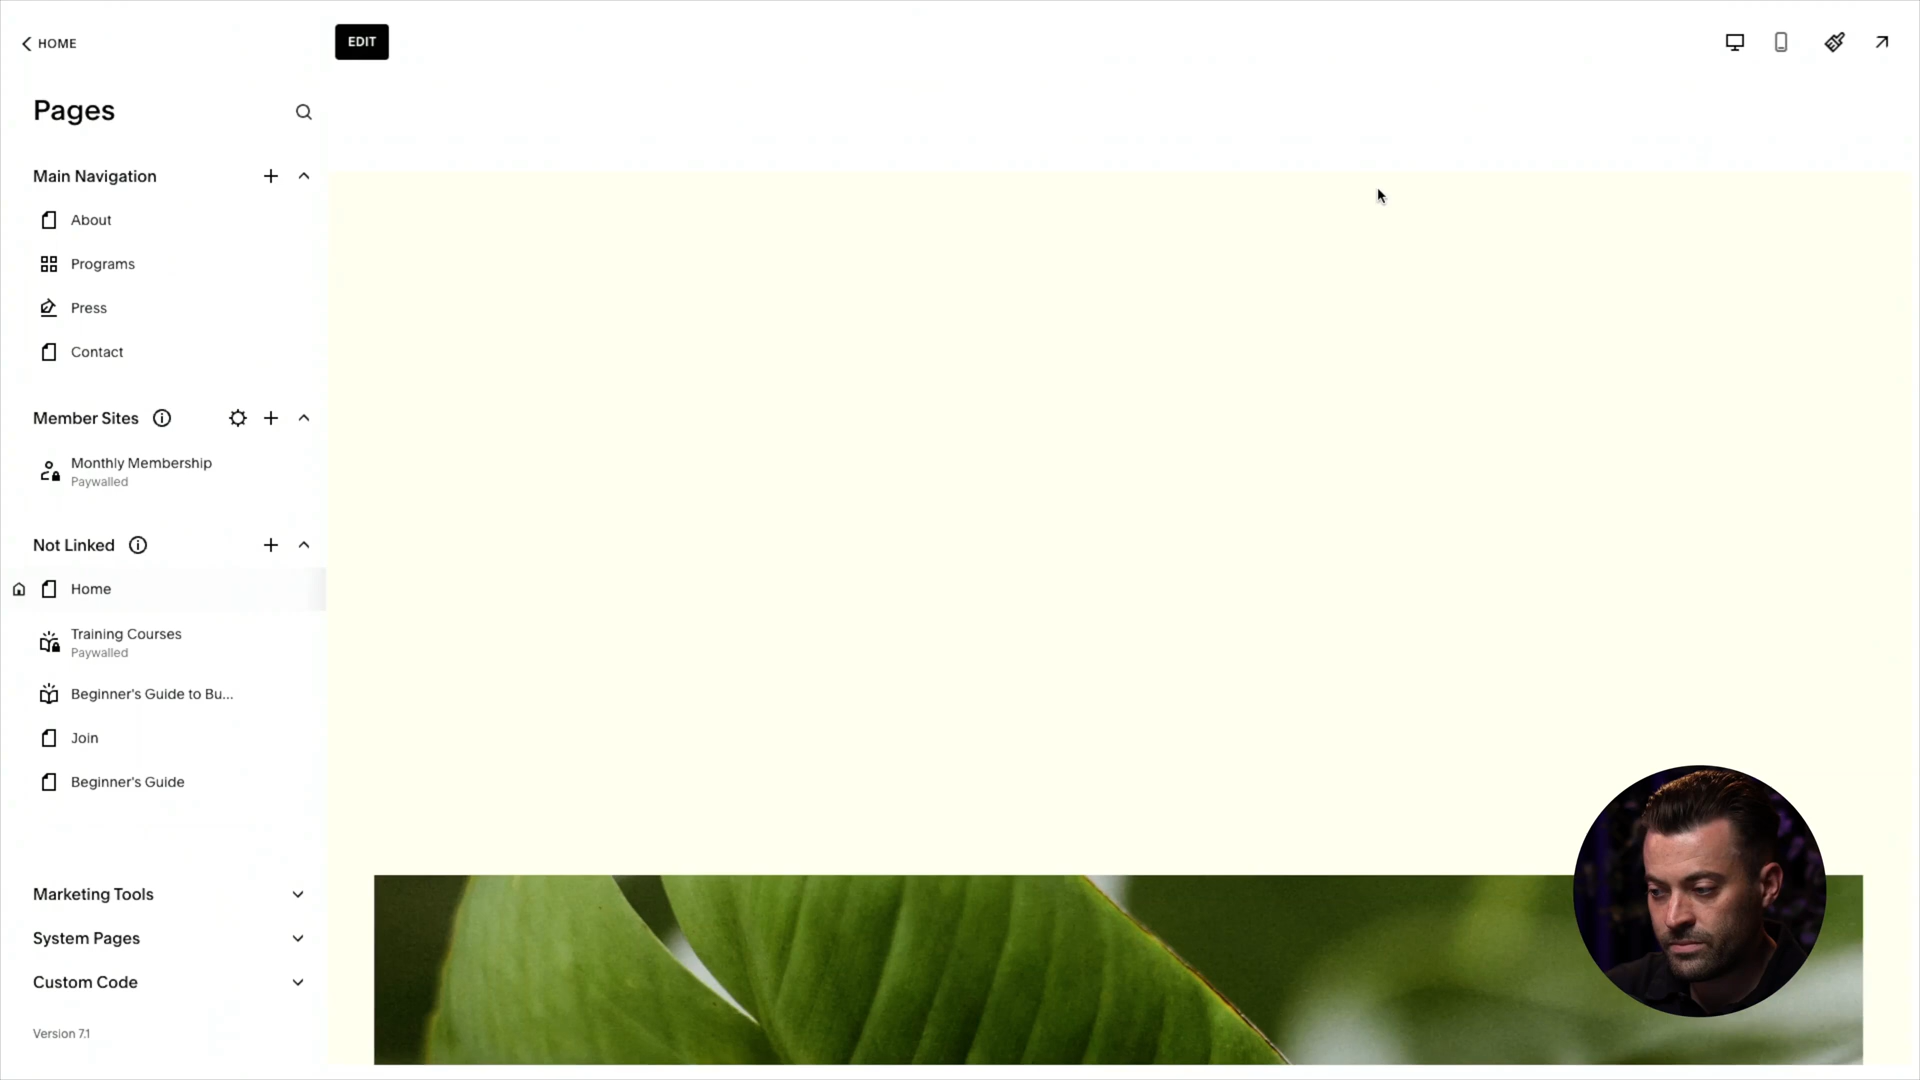 HOME
EDIT
Pages
Main Navigation
About
Programs
Press
Contact
Member Sites
Monthly Membership
Paywalled
Not Linked
Home
Training Courses
Paywalled
Beginner's Guide to Bu...
Join
Beginner's Guide
Marketing Tools
System Pages
Custom Code
Version 7.1